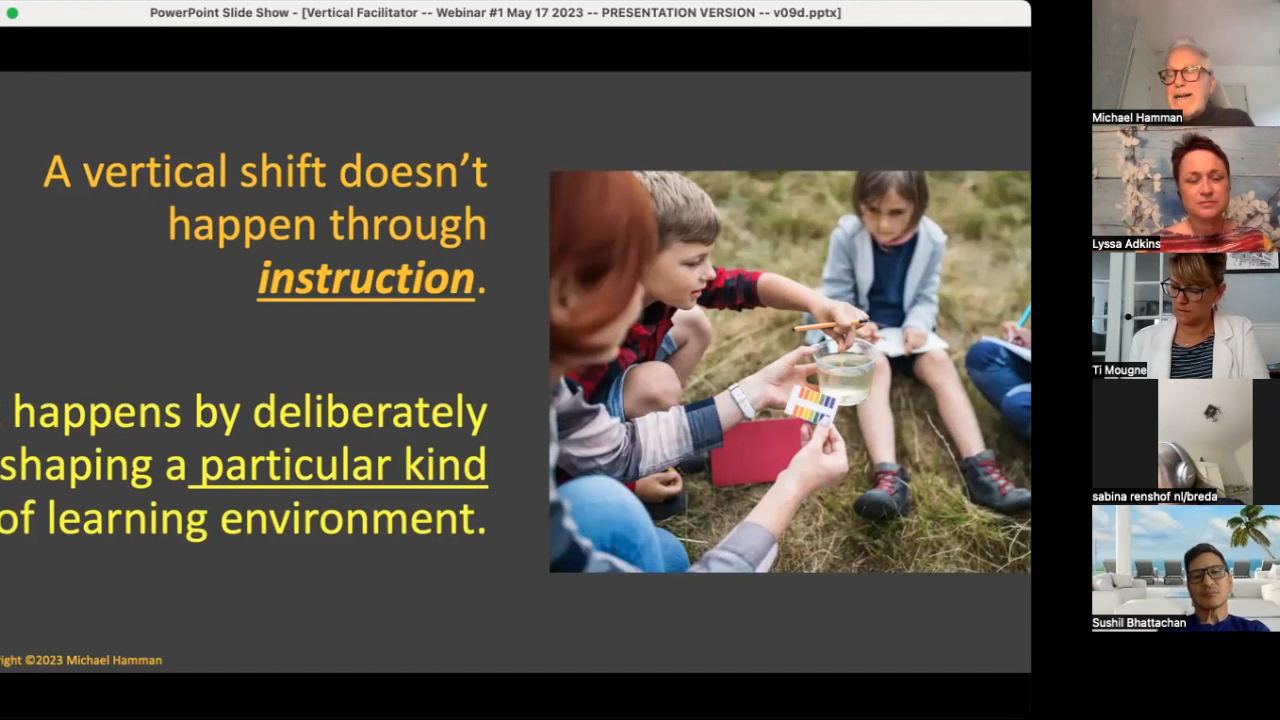 PowerPoint Slide Show - [Vertical Facilitator -- Webinar #1 May 17 2023 -- PRESENTATION VERSION -- v09d.pptx]
A vertical shift doesn’t
happen through
instruction.
happens by deliberately
shaping a particular kind
of learning environment.
©2023 Michael Hamman
Michael Hamman
Lyssa Adkins
Ti Mougne
sabina renshof nl/breda
Sushil Bhattachan